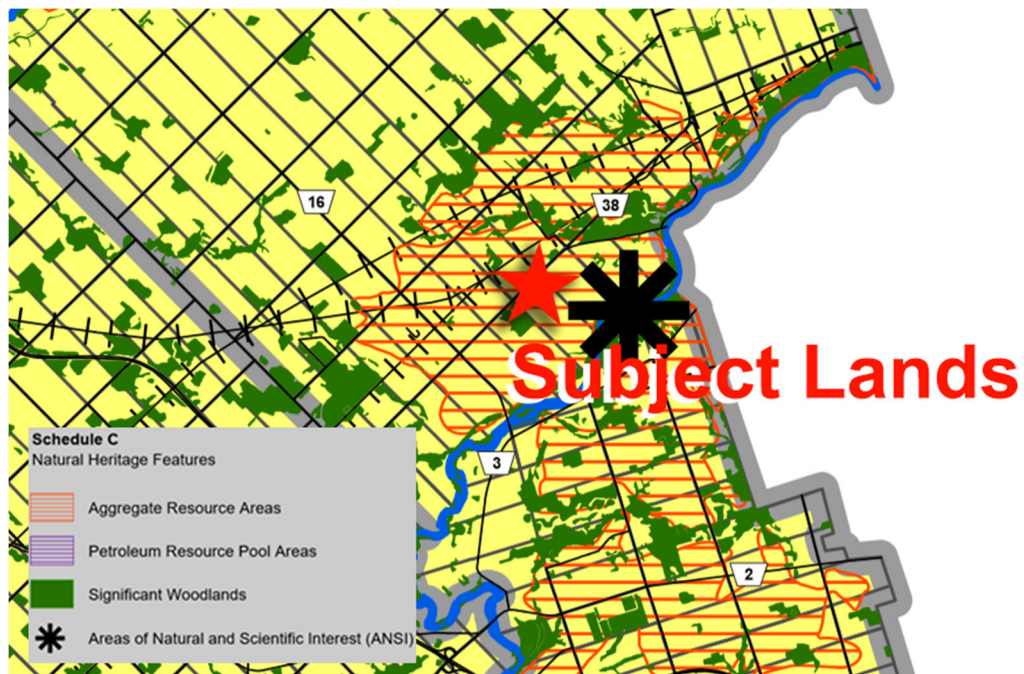 16
38
Subject Lands
3
2
Schedule C
Natural Heritage Features
Aggregate Resource Areas
Petroleum Resource Pool Areas
Significant Woodlands
Areas of Natural and Scientific Interest (ANSI)